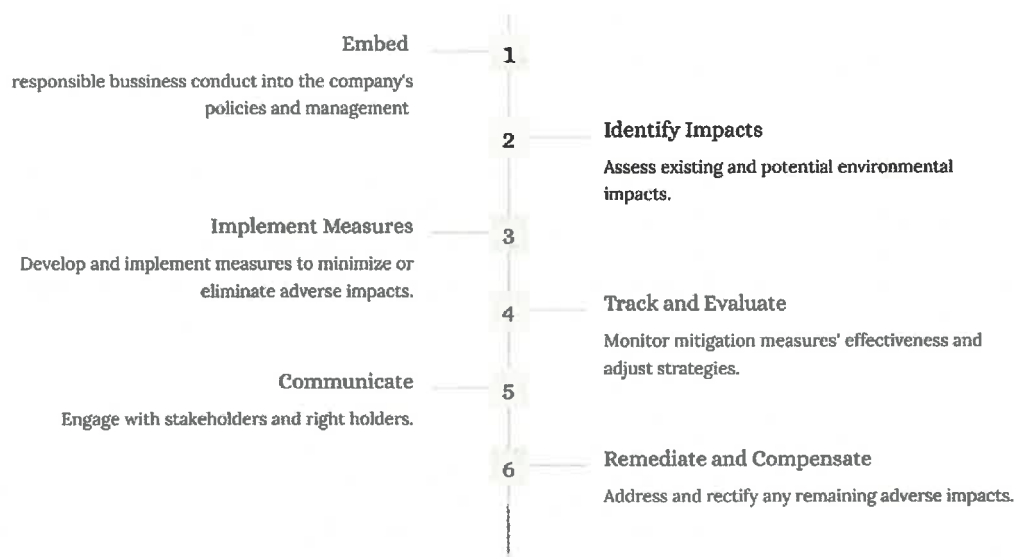 Embed
1
responsible bussiness conduct into the company's
policies and management
2
Identify Impacts
Assess existing and potential environmental
impacts.
Implement Measures
3
Develop and implement measures to minimize or
eliminate adverse impacts.
4
Track and Evaluate
Monitor mitigation measures' effectiveness and
adjust strategies.
Communicate
5
Engage with stakeholders and right holders.
6
Remediate and Compensate
Address and rectify any remaining adverse impacts.